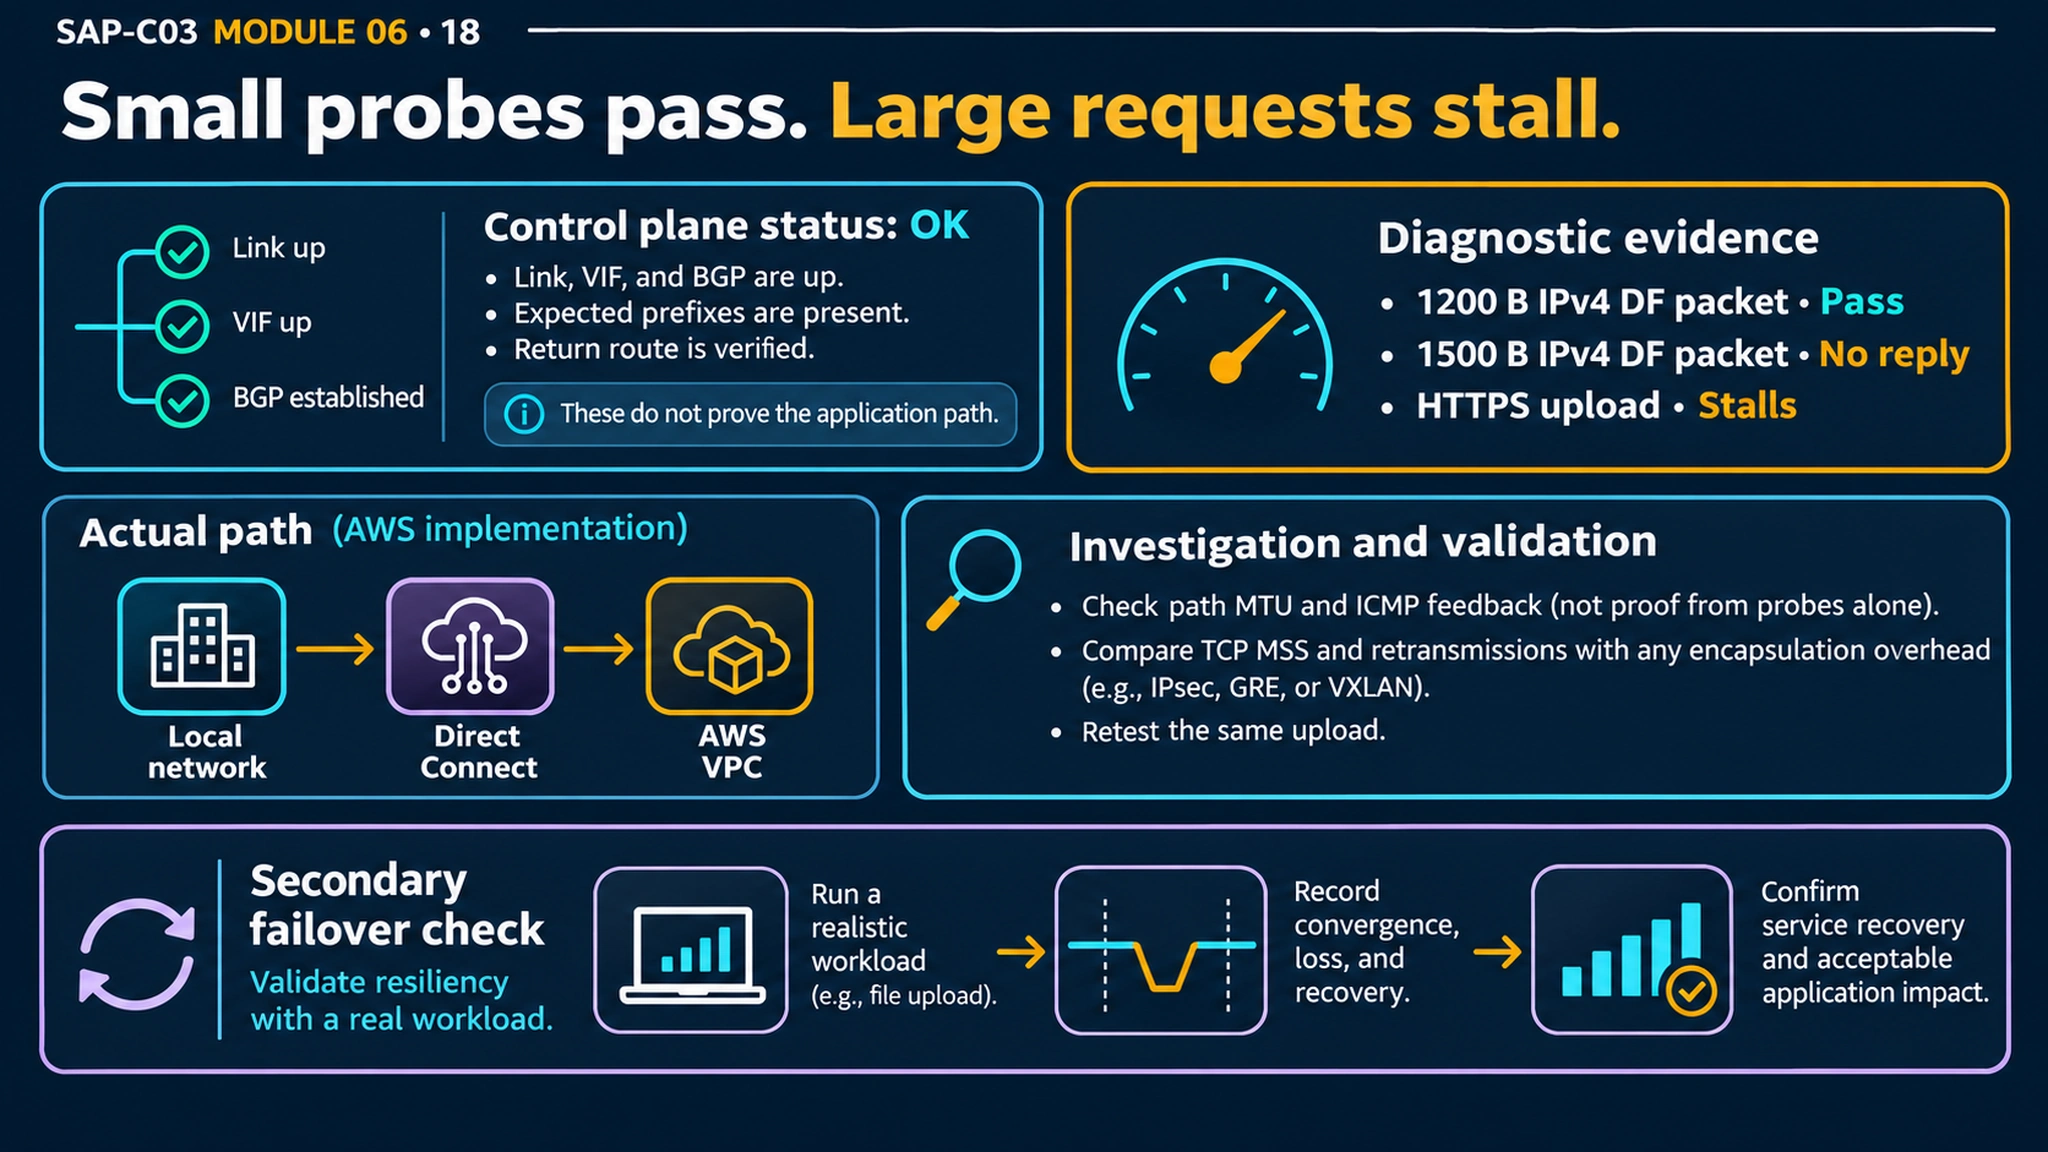 SAP-C03 MODULE 06 • 18
Small probes pass. Large requests stall.
Link up
VIF up
BGP established
Control plane status: OK
• Link, VIF, and BGP are up.
• Expected prefixes are present.
• Return route is verified.
These do not prove the application path.
Diagnostic evidence
• 1200 B IPv4 DF packet • Pass
• 1500 B IPv4 DF packet • No reply
• HTTPS upload • Stalls
Actual path (AWS implementation)
Local
network
Direct
Connect
AWS
VPC
Investigation and validation
• Check path MTU and ICMP feedback (not proof from probes alone).
• Compare TCP MSS and retransmissions with any encapsulation overhead
(e.g., IPsec, GRE, or VXLAN).
• Retest the same upload.
Secondary
failover check
Validate resiliency
with a real workload.
Run a
realistic
workload
(e.g., file upload).
Record
convergence,
loss, and
recovery.
Confirm
service recovery
and acceptable
application impact.